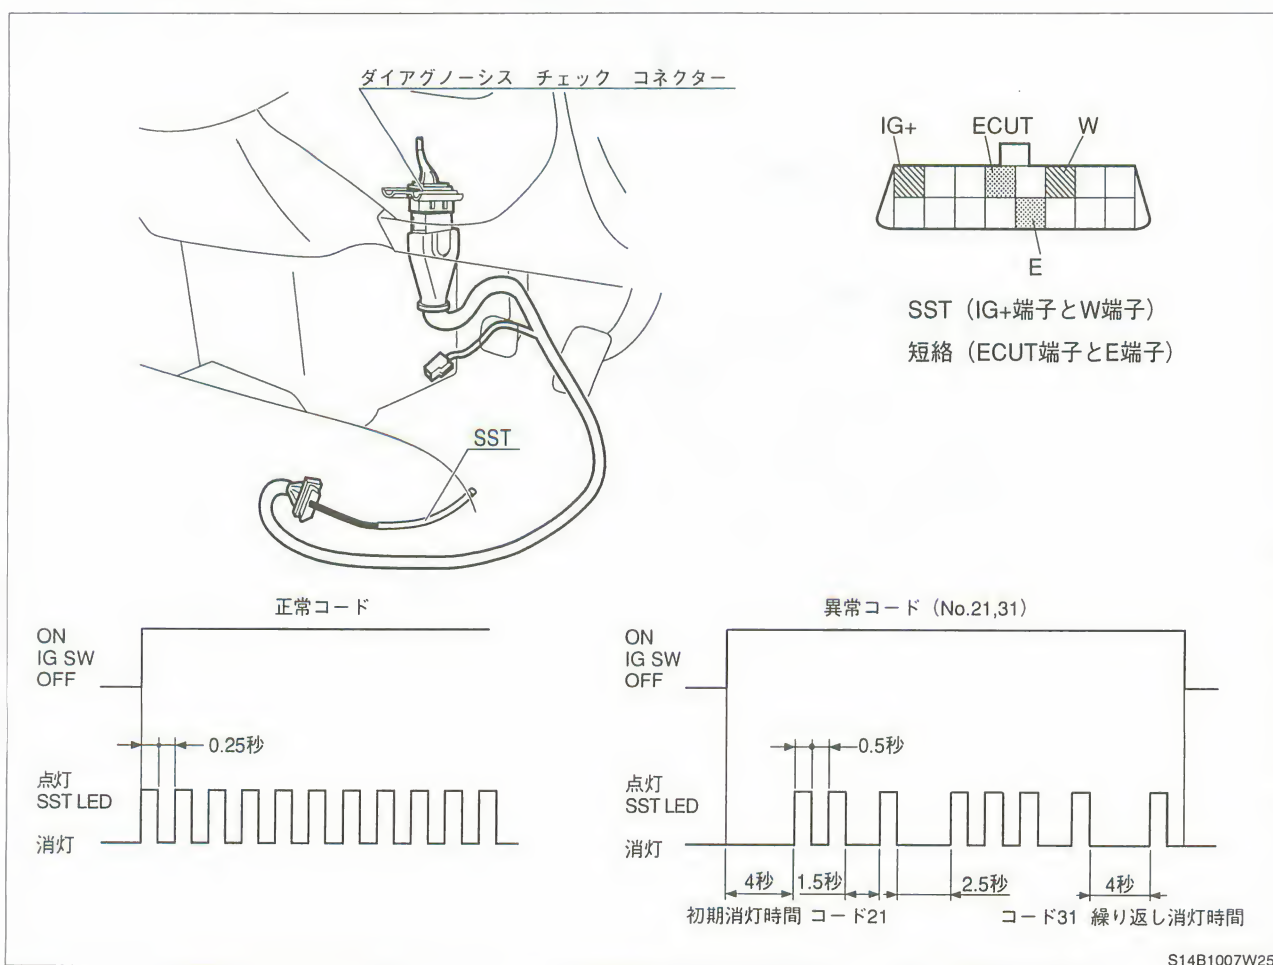 ダイアグノーシス チェック コネクター
IG+ ECUT W
E
SST（IG+端子とW端子）
短絡（ECUT端子とE端子）
SST
正常コード
ON
IG SW
OFF
0.25秒
点灯
SST LED
消灯
異常コード（No.21,31）
ON
IG SW
OFF
0.5秒
点灯
SST LED
消灯
4秒 1.5秒 2.5秒 4秒
初期消灯時間 コード21 コード31 繰り返し消灯時間
S14B1007W25